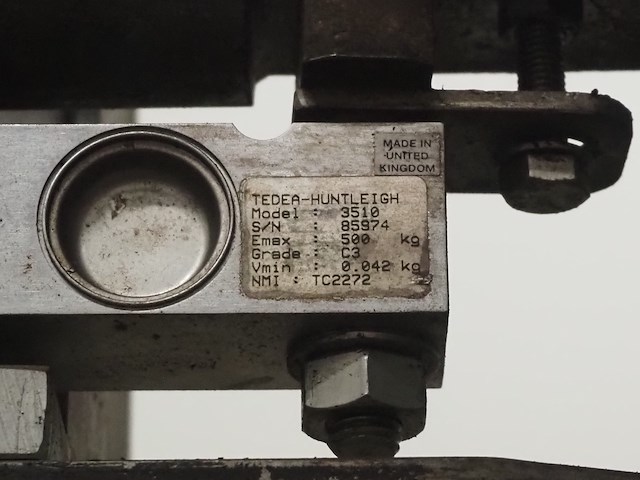 MADE IN
UNITED
KINGDOM
TEDEA-HUNTLEIGH
Model : 3510
S/N : 85974
Emax : 500 kg
Grade : C3
Vmin : 0.042 kg
NMI : TC2272